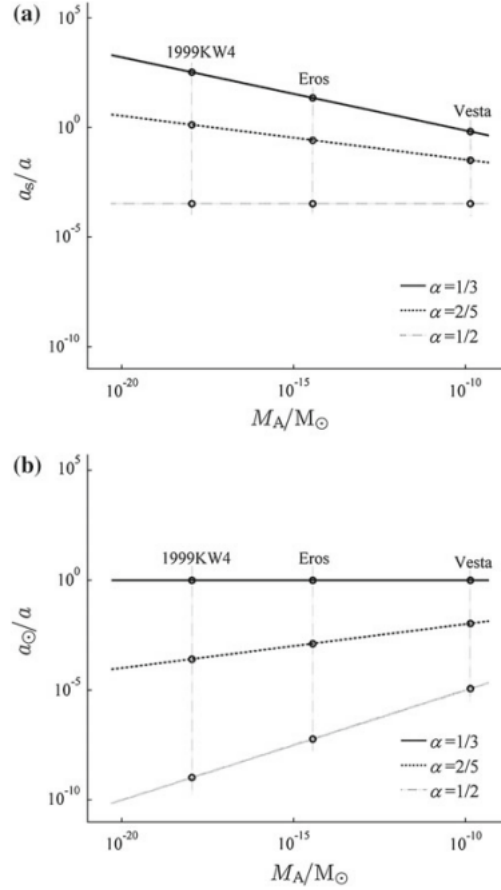 (a)
10^5
1999KW4
Eros
Vesta
10^0
a_s/a
10^-5
α=1/3
α=2/5
10^-10
α=1/2
10^-20
10^-15
10^-10
M_A/M_⊙
(b)
10^5
1999KW4
Eros
Vesta
10^0
a_⊙/a
10^-5
α=1/3
α=2/5
10^-10
α=1/2
10^-20
10^-15
10^-10
M_A/M_⊙